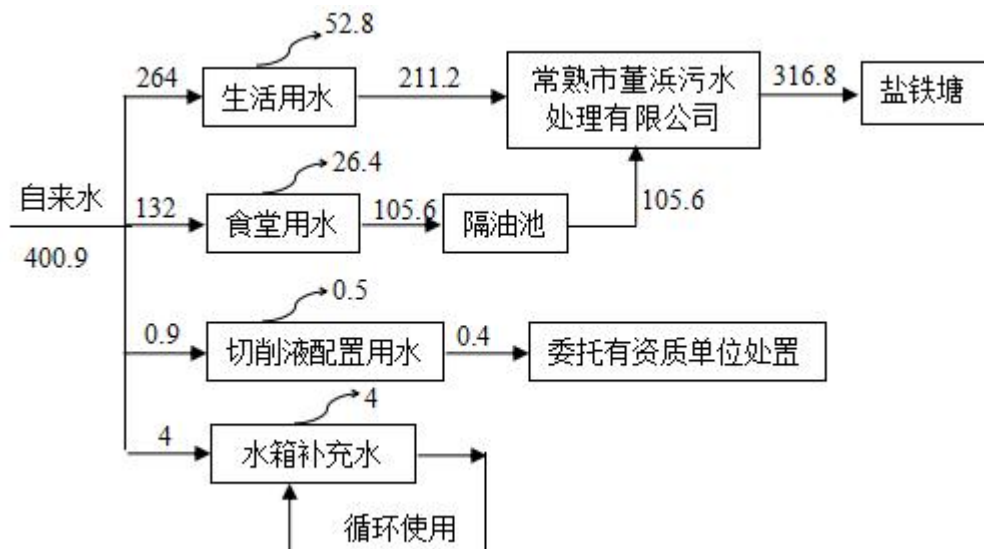 52.8
264
生活用水
211.2
常熟市董浜污水
处理有限公司
316.8
盐铁塘
26.4
自来水
132
食堂用水
105.6
隔油池
105.6
400.9
0.5
0.9
切削液配置用水
0.4
委托有资质单位处置
4
4
水箱补充水
循环使用